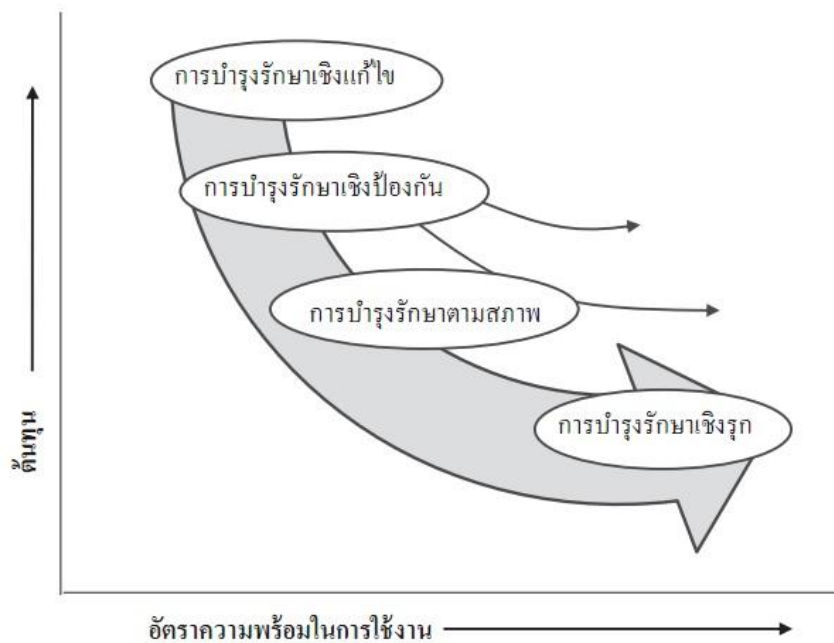 การบำรุงรักษาเชิงแก้ไข
การบำรุงรักษาเชิงป้องกัน
การบำรุงรักษาตามสภาพ
การบำรุงรักษาเชิงรุก
ต้นทุน
อัตราความพร้อมในการใช้งาน